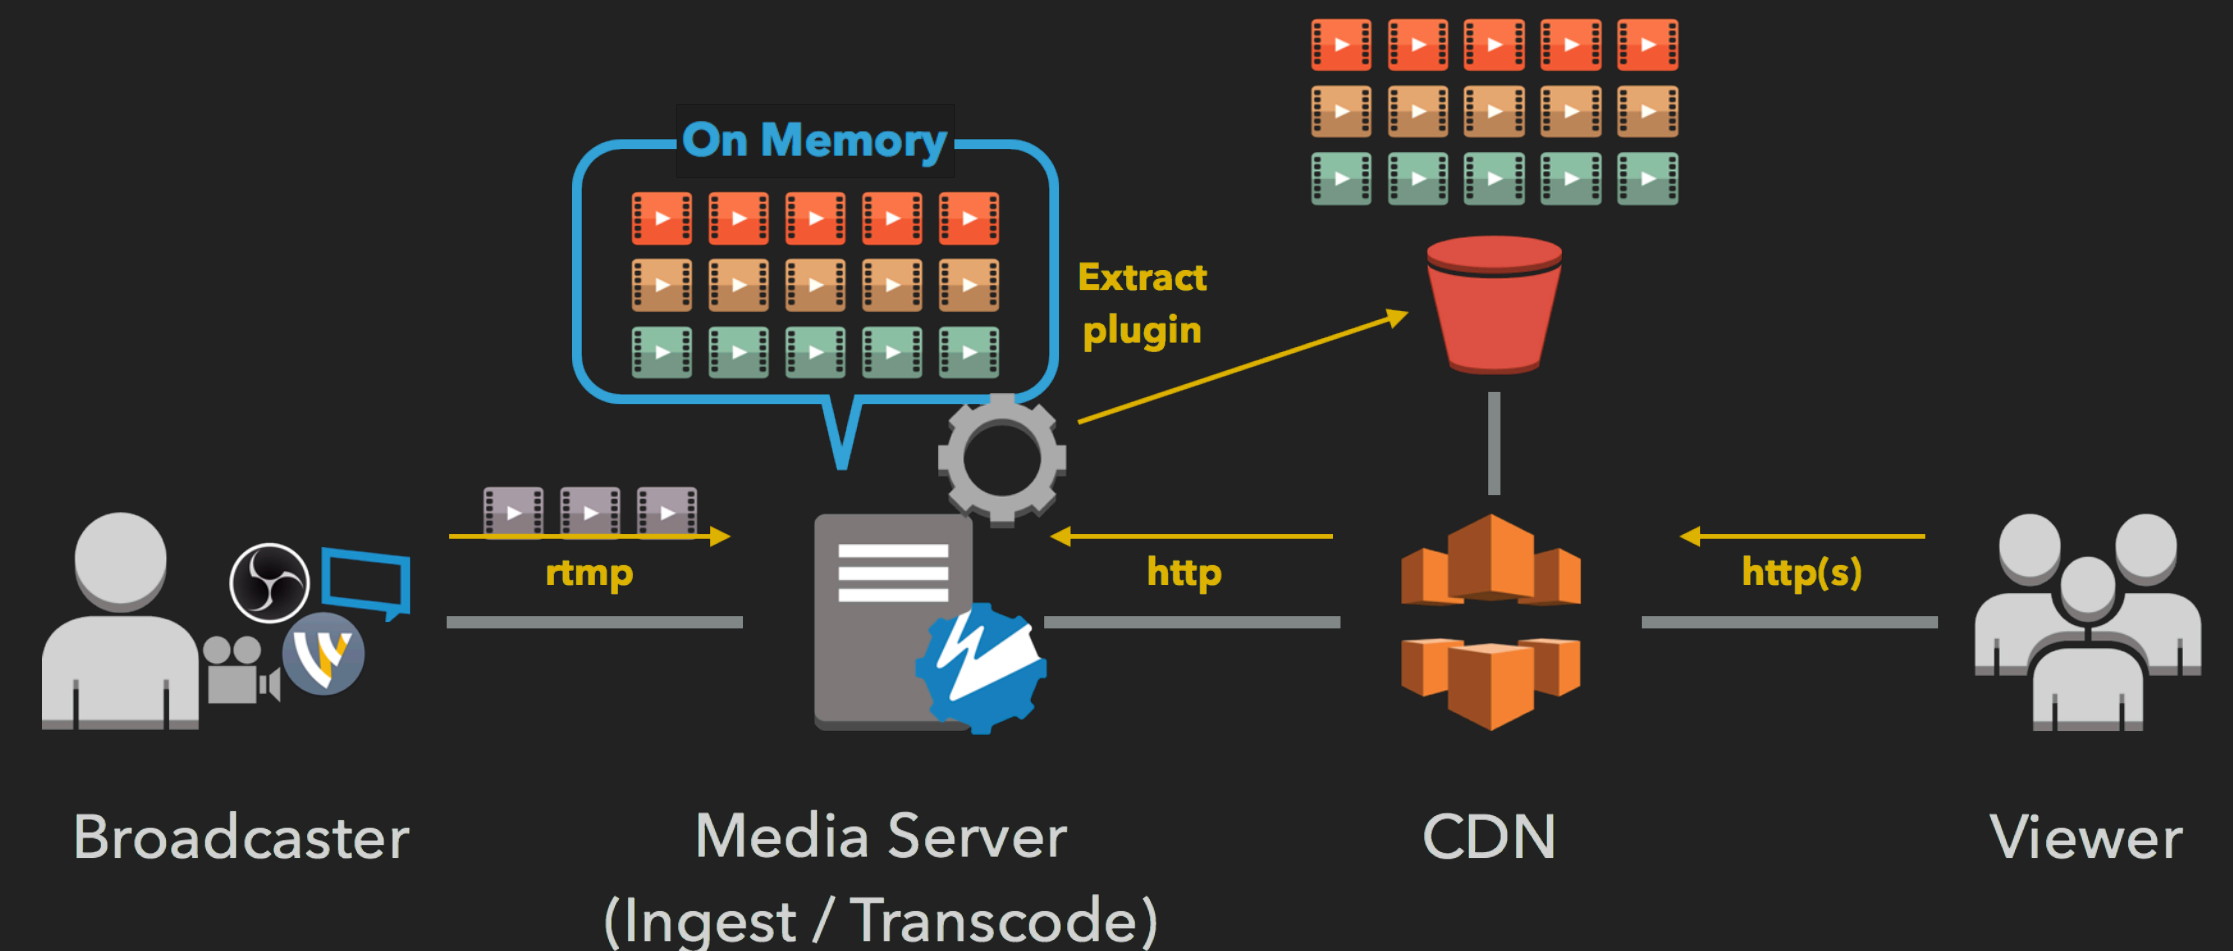 On Memory
Extract
plugin
rtmp
http
http(s)
Broadcaster
Media Server
(Ingest / Transcode)
CDN
Viewer